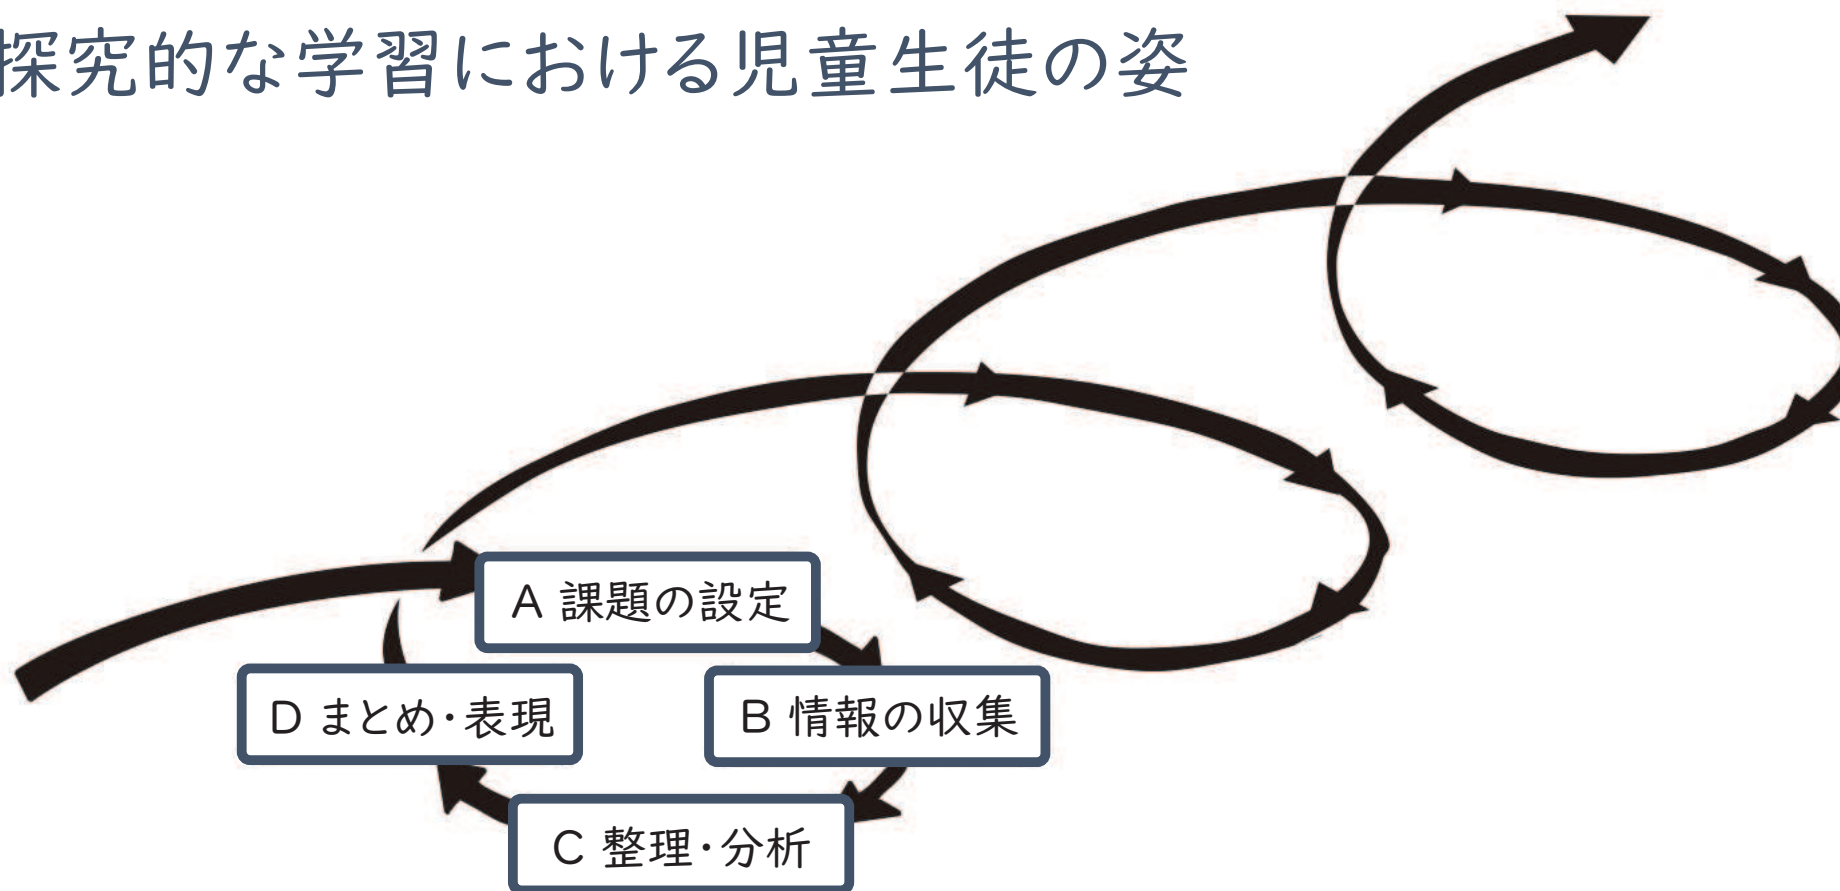 探究的な学習における児童生徒の姿
A 課題の設定
D まとめ・表現
B 情報の収集
C 整理・分析